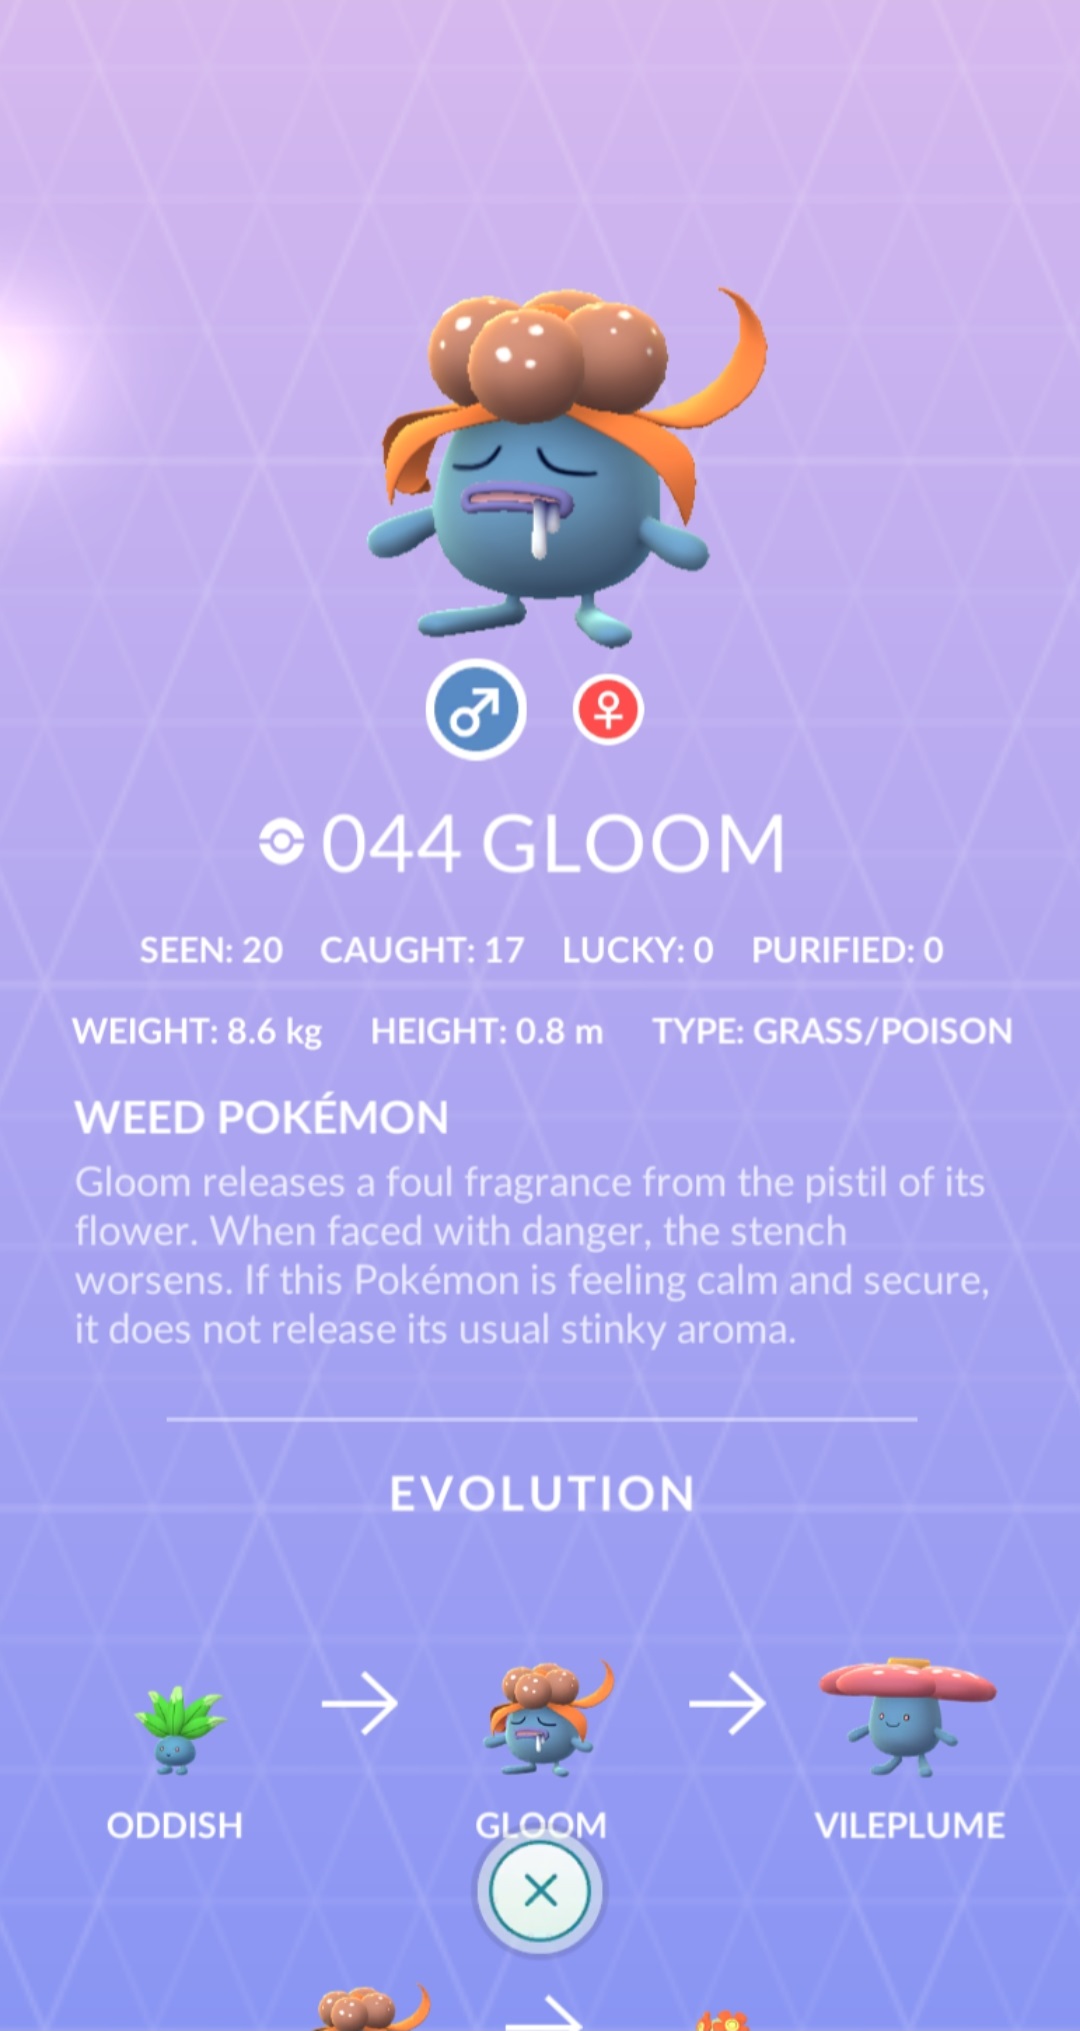 044 GLOOM
SEEN: 20 CAUGHT: 17 LUCKY: 0 PURIFIED: 0
WEIGHT: 8.6 kg HEIGHT: 0.8 m TYPE: GRASS/POISON
WEED POKÉMON
Gloom releases a foul fragrance from the pistil of its
flower. When faced with danger, the stench
worsens. If this Pokémon is feeling calm and secure,
it does not release its usual stinky aroma.
EVOLUTION
ODDISH GLOOM VILEPLUME